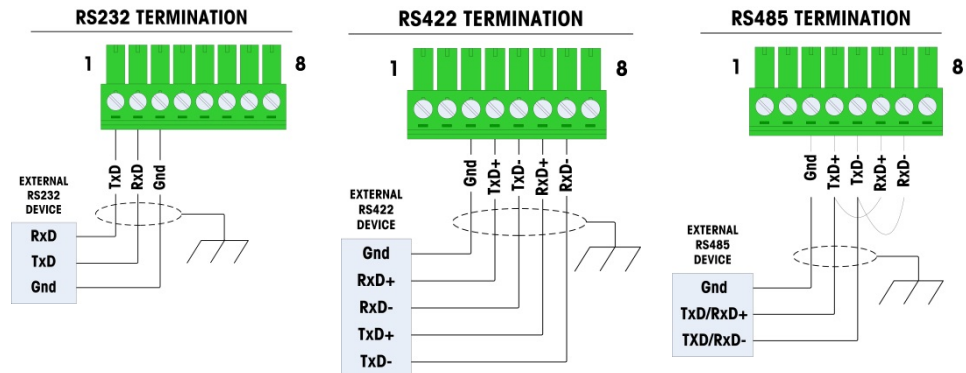 RS232 TERMINATION
1
8
TxD
RxD
Gnd
EXTERNAL
RS232
DEVICE
RxD
TxD
Gnd
RS422 TERMINATION
1
8
Gnd
TxD+
TxD-
RxD+
RxD-
EXTERNAL
RS422
DEVICE
Gnd
RxD+
RxD-
TxD+
TxD-
RS485 TERMINATION
1
8
Gnd
TxD+
TxD-
RxD+
RxD-
EXTERNAL
RS485
DEVICE
Gnd
TxD/RxD+
TXD/RxD-